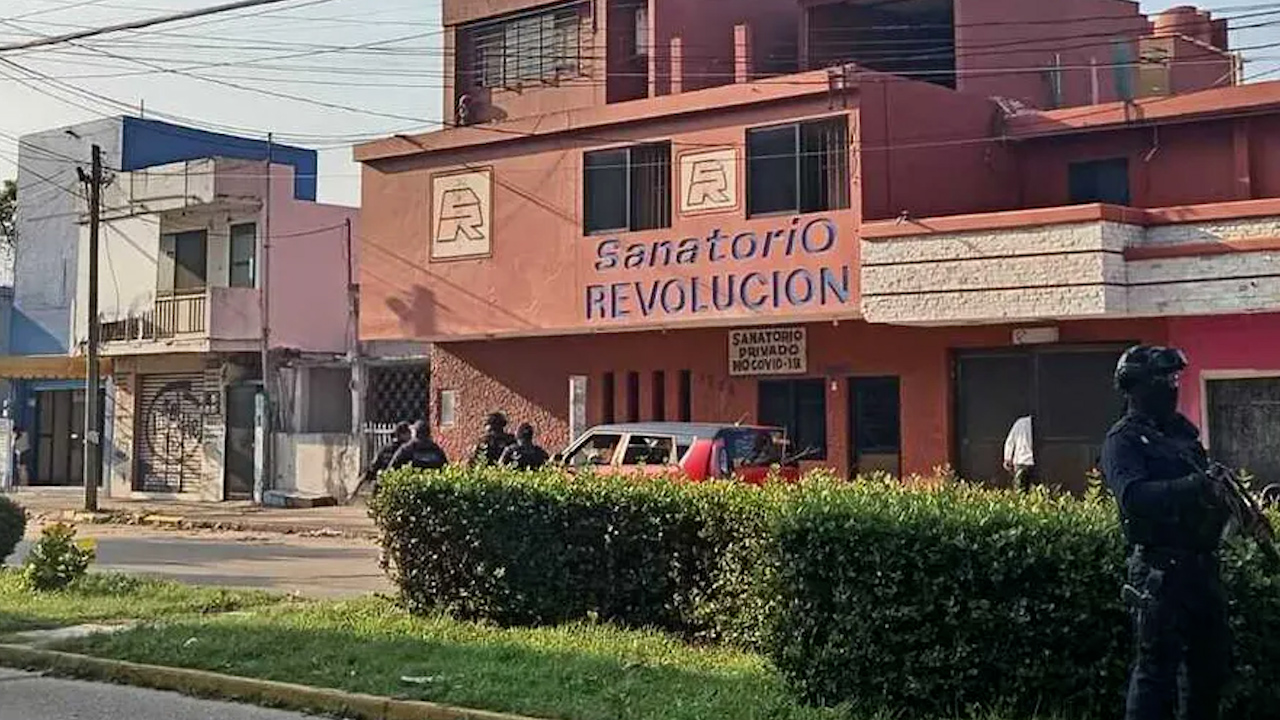 SanatoriO
REVOLUCION
SANATORIO
PRIVADO
NO COVID-19